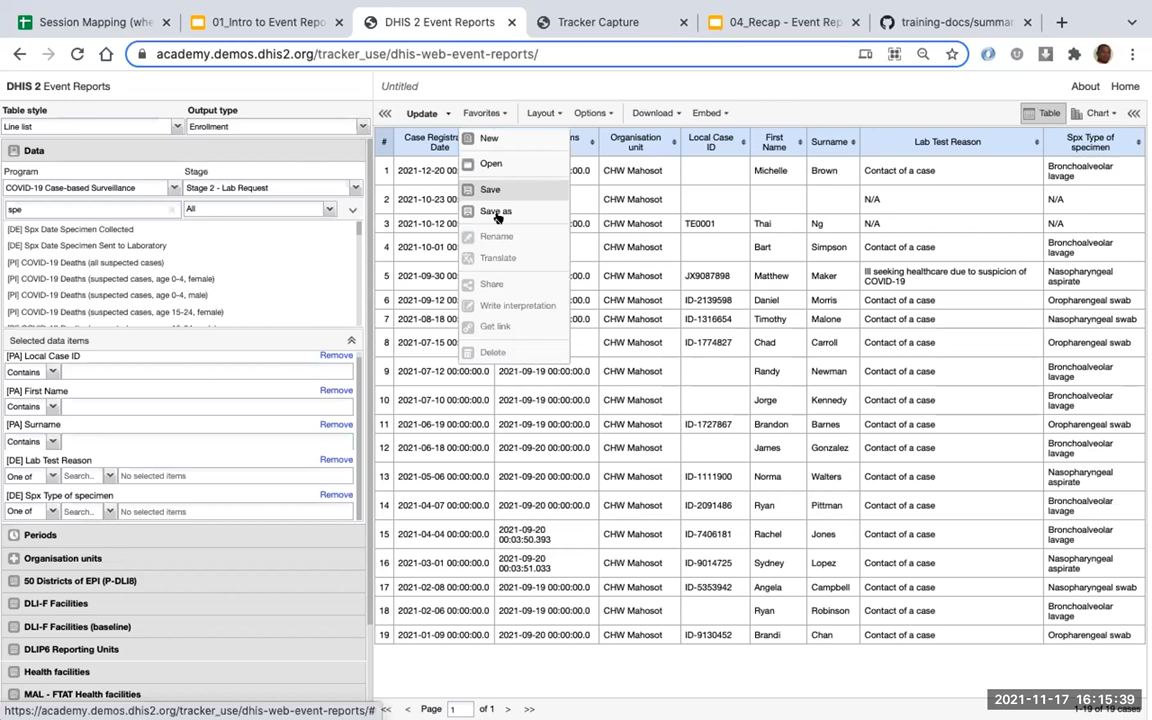 Session Mapping (whe
01_Intro to Event Repo
DHIS 2 Event Reports
Tracker Capture
04_Recap - Event Rep
training-docs/summar
academy.demos.dhis2.org/tracker_use/dhis-web-event-reports/
DHIS 2 Event Reports
Untitled
About
Home
Table style
Output type
Line list
Enrollment
Update
Favorites
Layout
Options
Download
Embed
Table
Chart
Data
Program
Stage
COVID-19 Case-based Surveillance
Stage 2 - Lab Request
spe
All
[DE] Spx Date Specimen Collected
[DE] Spx Date Specimen Sent to Laboratory
[PI] COVID-19 Deaths (all suspected cases)
[PI] COVID-19 Deaths (suspected cases, age 0-4, female)
[PI] COVID-19 Deaths (suspected cases, age 0-4, male)
[PI] COVID-19 Deaths (suspected cases, age 15-24, female)
Selected data items
[PA] Local Case ID
Remove
Contains
[PA] First Name
Remove
Contains
[PA] Surname
Remove
Contains
[DE] Lab Test Reason
Remove
One of
Search..
No selected items
[DE] Spx Type of specimen
Remove
One of
Search..
No selected items
Periods
Organisation units
50 Districts of EPI (P-DLI8)
DLI-F Facilities
DLI-F Facilities (baseline)
DLIP6 Reporting Units
Health facilities
MAL - FTAT Health facilities
https://academy.demos.dhis2.org/tracker_use/dhis-web-event-reports/#
New
Open
Save
Save as
Rename
Translate
Share
Write interpretation
Get link
Delete
# Case Registra Date ns Organisation unit Local Case ID First Name Surname Lab Test Reason Spx Type of specimen
1 2021-12-20 00 00:00.0 CHW Mahosot Michelle Brown Contact of a case Bronchoalveolar lavage
2 2021-10-23 00 00:00.0 CHW Mahosot N/A N/A
3 2021-10-12 00 00:00.0 CHW Mahosot TE0001 Thai Ng N/A N/A
4 2021-10-01 00 00:00.0 CHW Mahosot Bart Simpson Contact of a case Bronchoalveolar lavage
5 2021-09-30 00 00:00.0 CHW Mahosot JX9087898 Matthew Maker Ill seeking healthcare due to suspicion of COVID-19 Nasopharyngeal aspirate
6 2021-09-12 00 00:00.0 CHW Mahosot ID-2139598 Daniel Morris Contact of a case Oropharengel swab
7 2021-08-18 00 00:00.0 CHW Mahosot ID-1316654 Timothy Malone Contact of a case Nasopharyngel swab
8 2021-07-15 00 00:00.0 CHW Mahosot ID-1774827 Chad Carroll Contact of a case Oropharengel swab
9 2021-07-12 00:00:00.0 2021-09-19 00:00:00.0 CHW Mahosot Randy Newman Contact of a case Bronchoalveolar lavage
10 2021-07-10 00:00:00.0 2021-09-19 00:00:00.0 CHW Mahosot Jorge Kennedy Contact of a case Bronchoalveolar lavage
11 2021-06-19 00:00:00.0 2021-09-19 00:00:00.0 CHW Mahosot ID-1727867 Brandon Barnes Contact of a case Oropharengel swab
12 2021-06-18 00:00:00.0 2021-09-20 00:00:00.0 CHW Mahosot James Gonzalez Contact of a case Bronchoalveolar lavage
13 2021-05-06 00:00:00.0 2021-09-20 00:00:00.0 CHW Mahosot ID-1111900 Norma Walters Contact of a case Nasopharyngeal aspirate
14 2021-04-07 00:00:00.0 2021-09-20 00:00:00.0 CHW Mahosot ID-2091486 Ryan Pittman Contact of a case Bronchoalveolar lavage
15 2021-04-04 00:00:00.0 2021-09-20 00:03:50.393 CHW Mahosot ID-7406181 Rachel Jones Contact of a case Bronchoalveolar lavage
16 2021-03-01 00:00:00.0 2021-09-20 00:03:51.033 CHW Mahosot ID-9014725 Sydney Lopez Contact of a case Nasopharyngeal aspirate
17 2021-02-08 00:00:00.0 2021-09-19 00:00:00.0 CHW Mahosot ID-5353942 Angela Campbell Contact of a case Nasopharyngel swab
18 2021-02-06 00:00:00.0 2021-09-19 00:00:00.0 CHW Mahosot Ryan Robinson Contact of a case Bronchoalveolar lavage
19 2021-01-09 00:00:00.0 2021-09-20 00:00:00.0 CHW Mahosot ID-9130452 Brandi Chan Contact of a case Oropharengel swab
Page 1 of 1
2021-11-17 16:15:39
1-19 of 19 cases